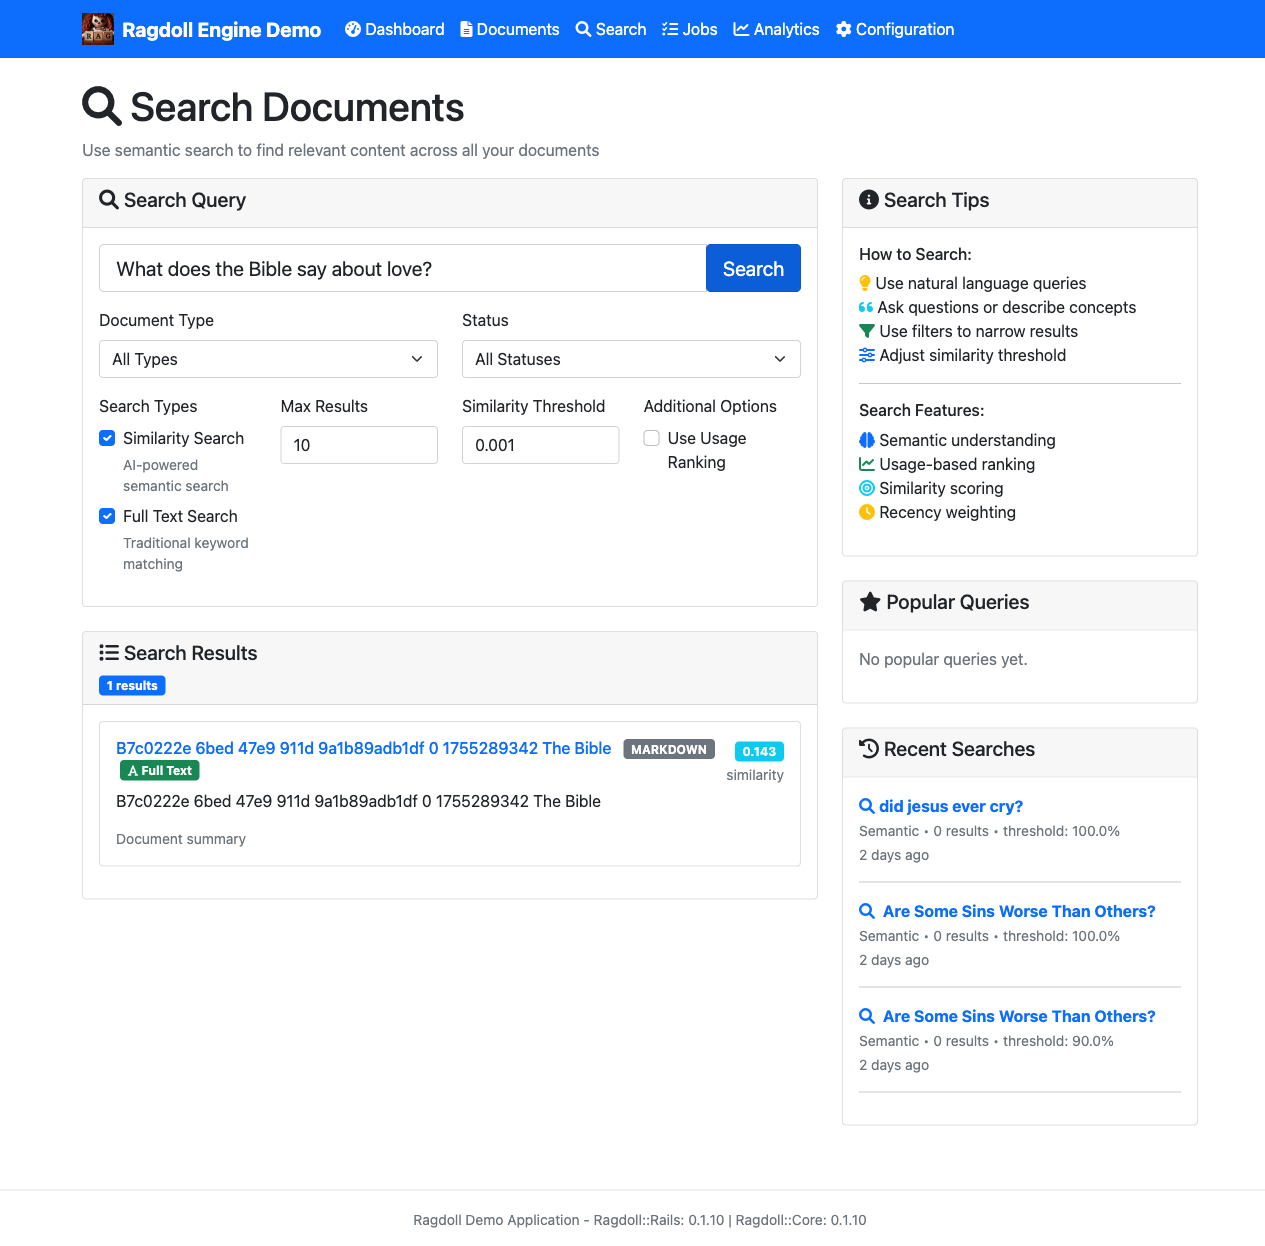 RAG
Ragdoll Engine Demo
Dashboard
Documents
Search
Jobs
Analytics
Configuration
Search Documents
Use semantic search to find relevant content across all your documents
Search Query
What does the Bible say about love?
Search
Document Type
Status
All Types
All Statuses
Search Types
Max Results
Similarity Threshold
Additional Options
Similarity Search
AI-powered
semantic search
Full Text Search
Traditional keyword
matching
10
0.001
Use Usage
Ranking
Search Results
1 results
B7c0222e 6bed 47e9 911d 9a1b89adb1df 0 1755289342 The Bible
MARKDOWN
Full Text
0.143
similarity
B7c0222e 6bed 47e9 911d 9a1b89adb1df 0 1755289342 The Bible
Document summary
Search Tips
How to Search:
Use natural language queries
Ask questions or describe concepts
Use filters to narrow results
Adjust similarity threshold
Search Features:
Semantic understanding
Usage-based ranking
Similarity scoring
Recency weighting
Popular Queries
No popular queries yet.
Recent Searches
did jesus ever cry?
Semantic • 0 results • threshold: 100.0%
2 days ago
Are Some Sins Worse Than Others?
Semantic • 0 results • threshold: 100.0%
2 days ago
Are Some Sins Worse Than Others?
Semantic • 0 results • threshold: 90.0%
2 days ago
Ragdoll Demo Application - Ragdoll::Rails: 0.1.10 | Ragdoll::Core: 0.1.10